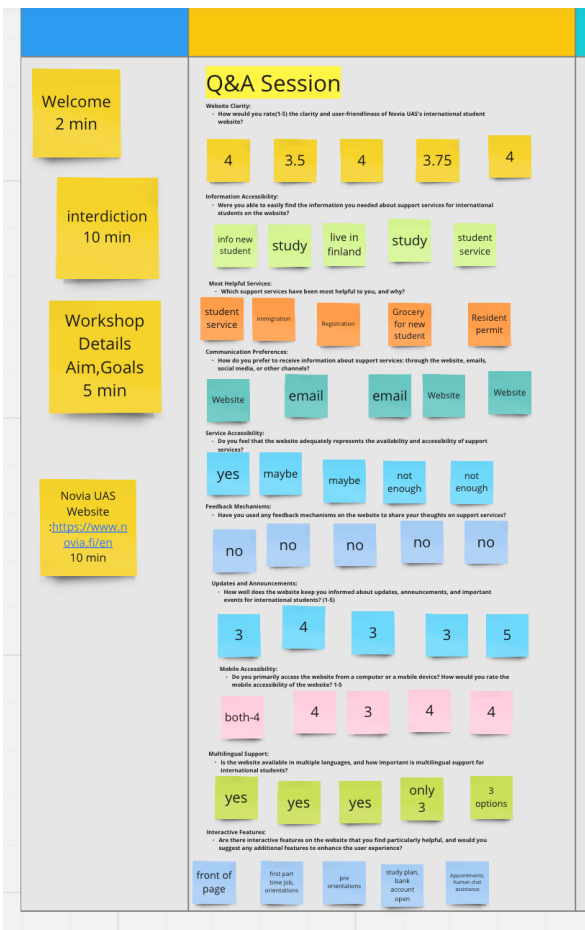 Welcome
2 min
interdiction
10 min
Workshop
Details
Aim,Goals
5 min
Novia UAS
Website
:https://www.n
ovia.fi/en
10 min
Q&A Session
Website Clarity:
• How would you rate(1-5) the clarity and user-friendliness of Novia UAS's international student
website?
4
3.5
4
3.75
4
Information Accessibility:
• Were you able to easily find the information you needed about support services for international
students on the website?
info new
student
study
live in
finland
study
student
service
Most Helpful Services:
• Which support services have been most helpful to you, and why?
student
service
immigration
Registration
Grocery
for new
student
Resident
permit
Communication Preferences:
• How do you prefer to receive information about support services: through the website, emails,
social media, or other channels?
Website
email
email
Website
Website
Service Accessibility:
• Do you feel that the website adequately represents the availability and accessibility of support
services?
yes
maybe
maybe
not
enough
not
enough
Feedback Mechanisms:
• Have you used any feedback mechanisms on the website to share your thoughts on support services?
no
no
no
no
no
Updates and Announcements:
• How well does the website keep you informed about updates, announcements, and important
events for international students? (1-5)
3
4
3
3
5
Mobile Accessibility:
• Do you primarily access the website from a computer or a mobile device? How would you rate the
mobile accessibility of the website? 1-5
both-4
4
3
4
4
Multilingual Support:
• Is the website available in multiple languages, and how important is multilingual support for
international students?
yes
yes
yes
only
3
3
options
Interactive Features:
• Are there interactive features on the website that you find particularly helpful, and would you
suggest any additional features to enhance the user experience?
front of
page
first part
time job,
orientations
pre
orientations
study plan,
bank
account
open
Appointments,
human chat
assistance